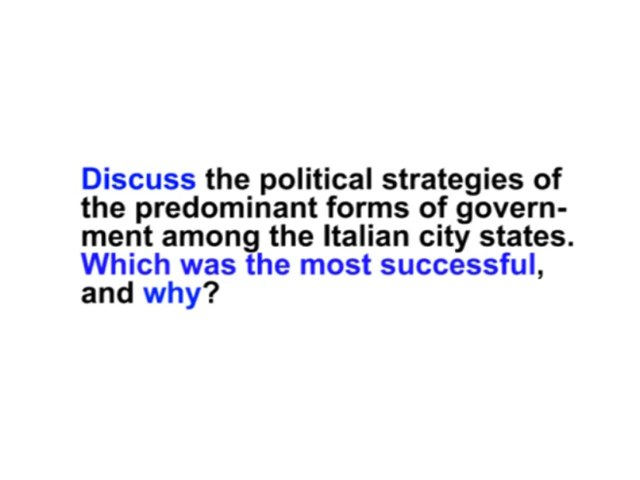 Discuss the political strategies of
the predominant forms of govern-
ment among the Italian city states.
Which was the most successful,
and why?